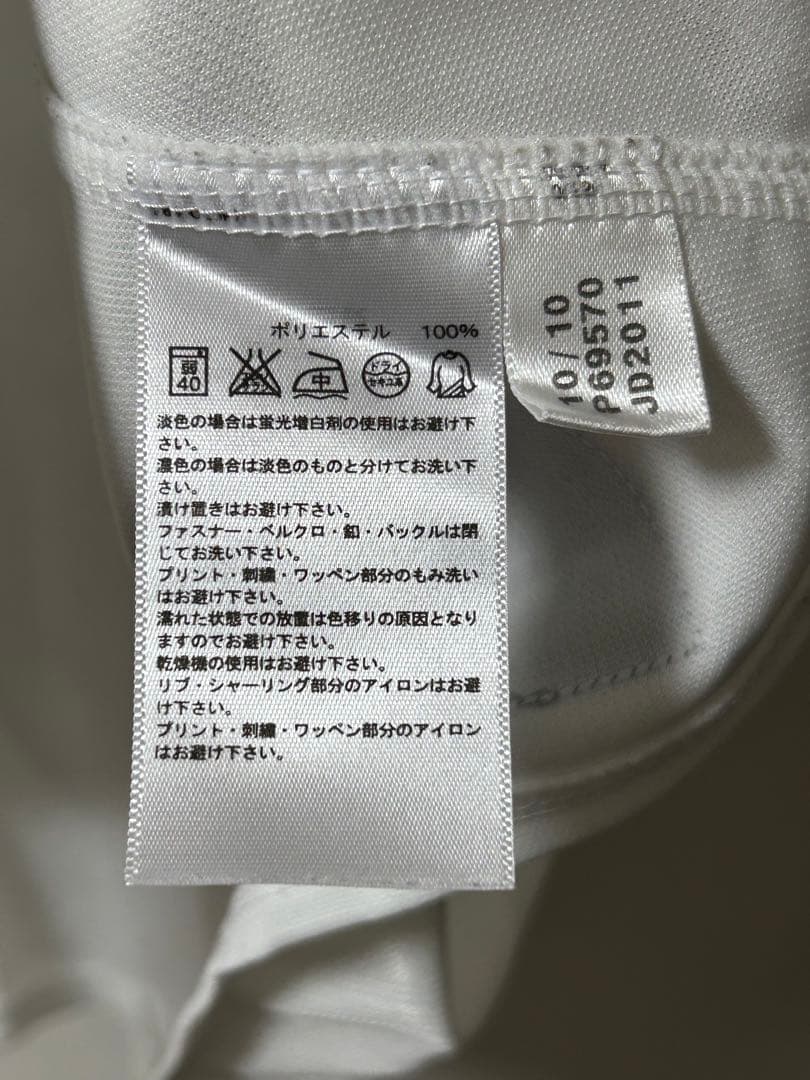 ポリエステル 100%
弱
40
中
ドライ
セキユ系
淡色の場合は蛍光増白剤の使用はお避け下
さい。
濃色の場合は淡色のものと分けてお洗い下
さい。
漬け置きはお避け下さい。
ファスナー・ベルクロ・釦・バックルは閉
じてお洗い下さい。
プリント・刺繍・ワッペン部分のもみ洗い
はお避け下さい。
濡れた状態での放置は色移りの原因となり
ますのでお避け下さい。
乾燥機の使用はお避け下さい。
リブ・シャーリング部分のアイロンはお避
け下さい。
プリント・刺繍・ワッペン部分のアイロン
はお避け下さい。
10/10
P69570
JD2011